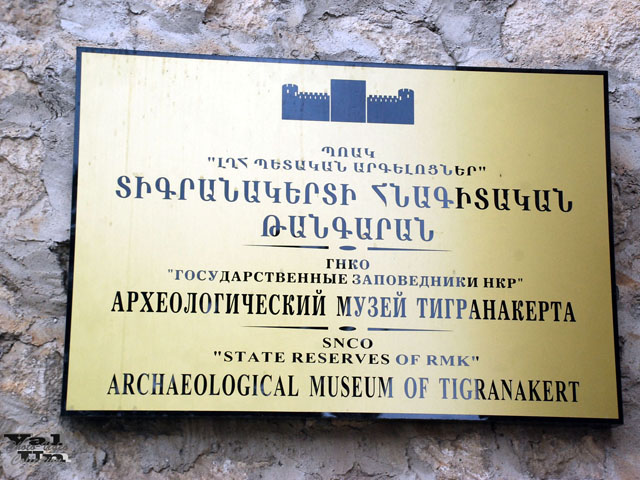 ՊՈԱԿ
"ԼՂՀ ՊԵՏԱԿԱՆ ԱՐԳԵԼՈՑՆԵՐ"
ՏԻԳՐԱՆԱԿԵՐՏԻ ՀՆԱԳԻՏԱԿԱՆ
ԹԱՆԳԱՐԱՆ
ГНКО
"ГОСУДАРСТВЕННЫЕ ЗАПОВЕДНИКИ НКР"
АРХЕОЛОГИЧЕСКИЙ МУЗЕЙ ТИГРАНАКЕРТА
SNCO
"STATE RESERVES OF RMK"
ARCHAEOLOGICAL MUSEUM OF TIGRANAKERT